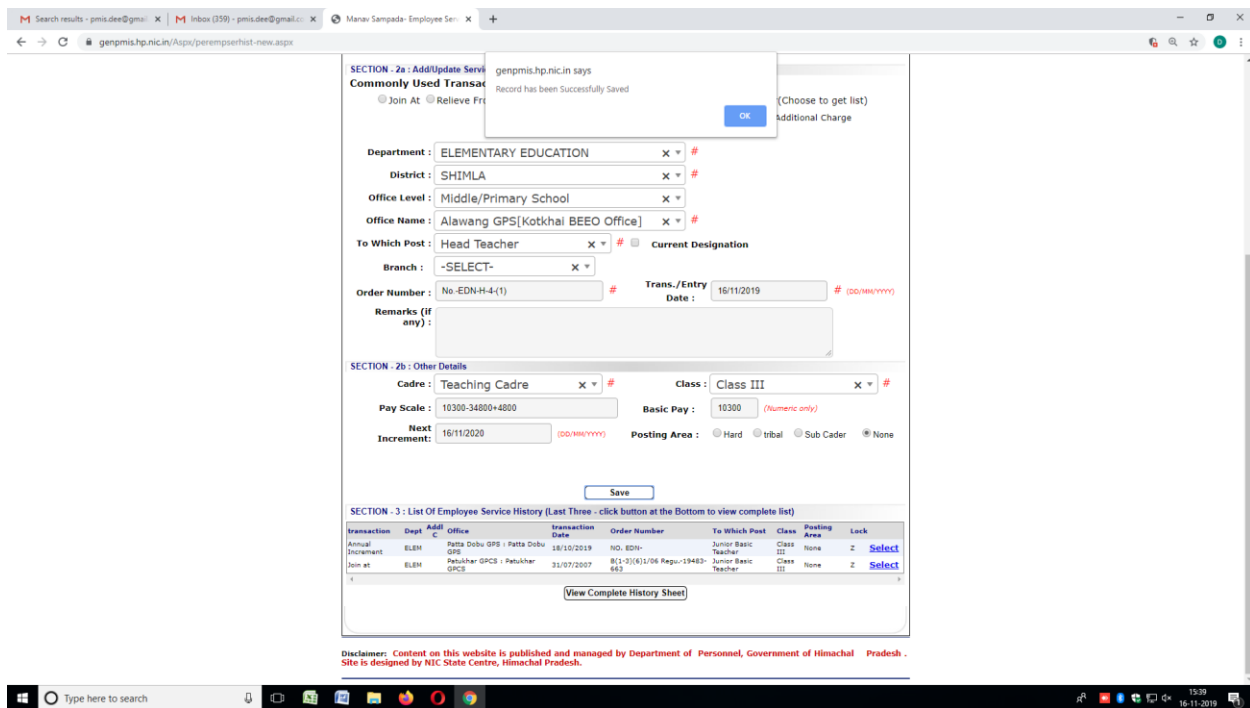 Search results - pmis.dee@gmail
Inbox (359) - pmis.dee@gmail.co
Manav Sampada- Employee Serv
genpmis.hp.nic.in/Aspx/perempserhist-new.aspx
genpmis.hp.nic.in says
Record has been Successfully Saved
OK
SECTION - 2a : Add/Update Servi
Commonly Used Transac
Join At Relieve Fro (Choose to get list)
Additional Charge
Department : ELEMENTARY EDUCATION #
District : SHIMLA #
Office Level : Middle/Primary School
Office Name : Alawang GPS[Kotkhai BEEO Office] #
To Which Post : Head Teacher # Current Designation
Branch : -SELECT-
Order Number : No.-EDN-H-4-(1) # Trans./Entry Date : 16/11/2019 # (DD/MM/YYYY)
Remarks (if any) :
SECTION - 2b : Other Details
Cadre : Teaching Cadre # Class : Class III #
Pay Scale : 10300-34800+4800 Basic Pay : 10300 (Numeric only)
Next Increment: 16/11/2020 (DD/MM/YYYY) Posting Area : Hard tribal Sub Cader None
Save
SECTION - 3 : List Of Employee Service History (Last Three - click button at the Bottom to view complete list)
transaction Dept Addl C Office transaction Date Order Number To Which Post Class Posting Area Lock
Annual Increment ELEM Patta Dobu GPS : Patta Dobu GPS 18/10/2019 NO. EDN- Junior Basic Teacher Class III None Z Select
Join at ELEM Patukhar GPCS : Patukhar GPCS 31/07/2007 B(1-3)(6)1/06 Regu.-19483-663 Junior Basic Teacher Class III None Z Select
View Complete History Sheet
Disclaimer: Content on this website is published and managed by Department of Personnel, Government of Himachal Pradesh .
Site is designed by NIC State Centre, Himachal Pradesh.
Type here to search
15:39
16-11-2019